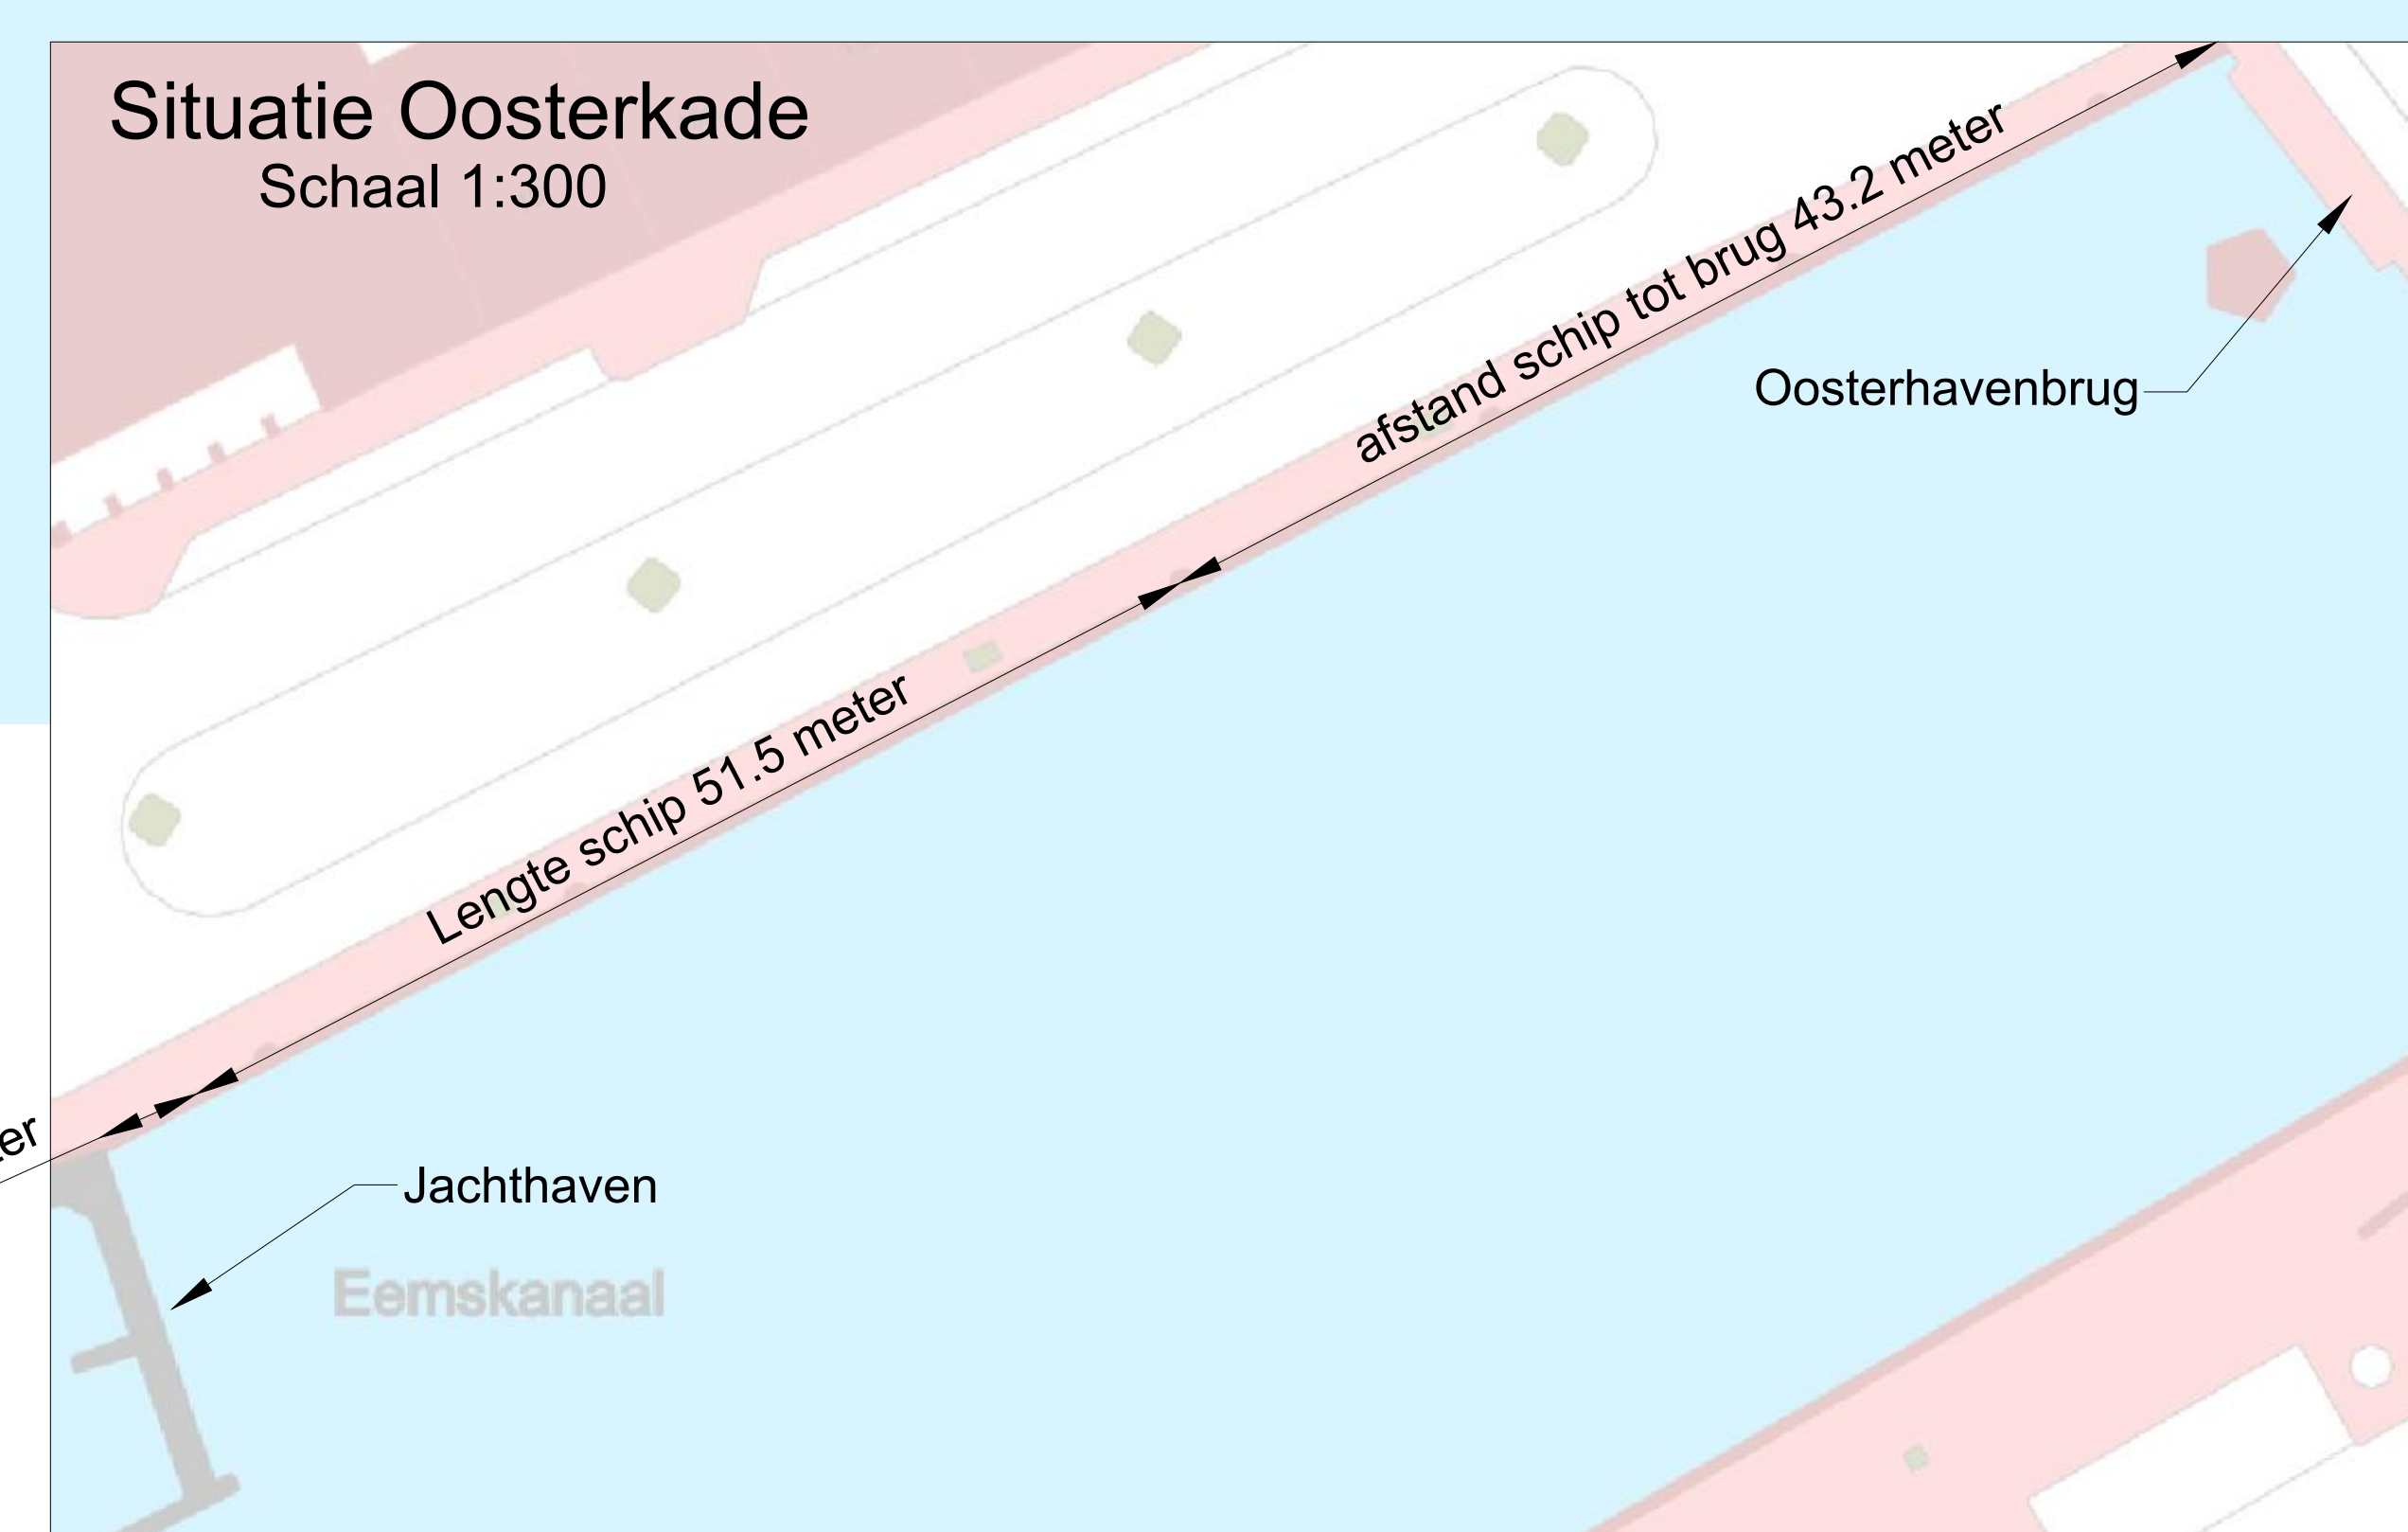 Situatie Oosterkade
Schaal 1:300
afstand schip tot brug 43.2 meter
Oosterhavenbrug
Lengte schip 51.5 meter
Jachthaven
Eemskanaal